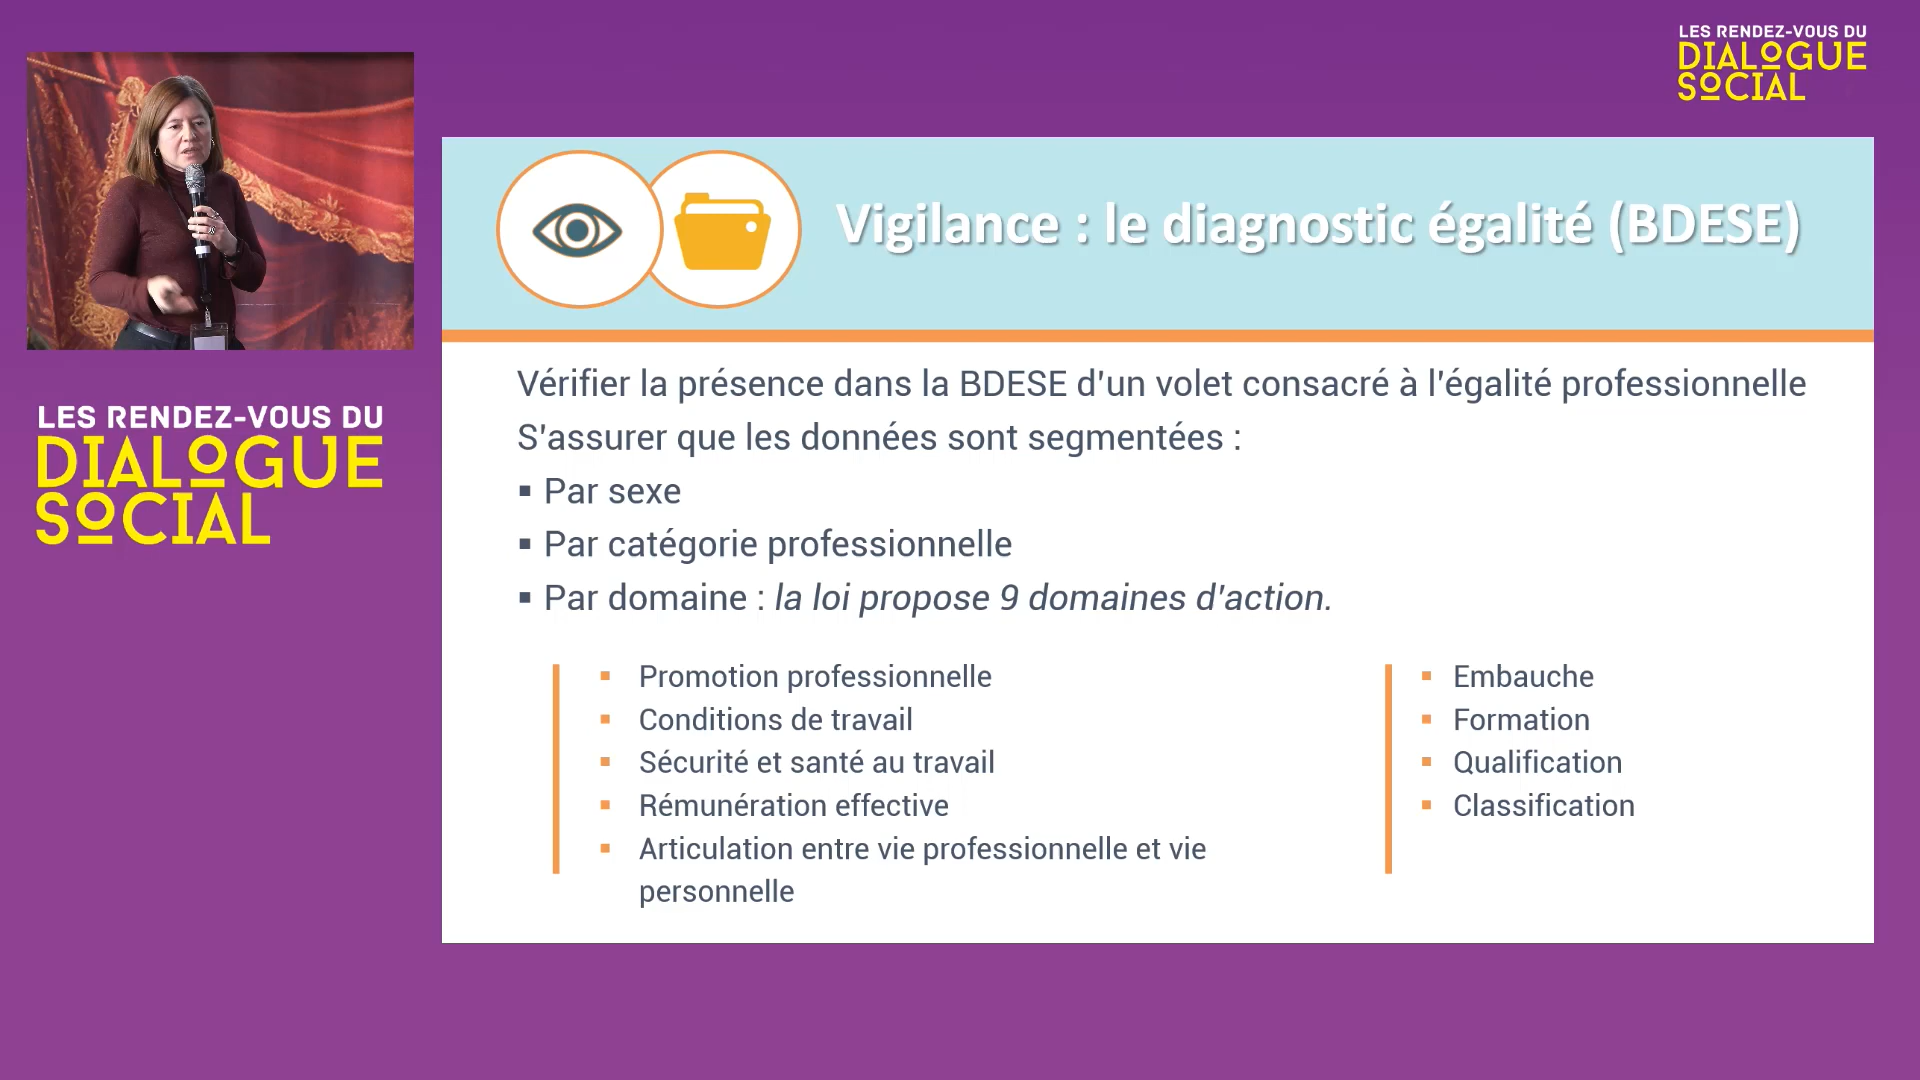 LES RENDEZ-VOUS DU
DIALOGUE
SOCIAL
LES RENDEZ-VOUS DU
DIALOGUE
SOCIAL
Vigilance : le diagnostic égalité (BDESE)
Vérifier la présence dans la BDESE d'un volet consacré à l'égalité professionnelle
S'assurer que les données sont segmentées :
▪ Par sexe
▪ Par catégorie professionnelle
▪ Par domaine : la loi propose 9 domaines d'action.
▪ Promotion professionnelle
▪ Conditions de travail
▪ Sécurité et santé au travail
▪ Rémunération effective
▪ Articulation entre vie professionnelle et vie
personnelle
▪ Embauche
▪ Formation
▪ Qualification
▪ Classification